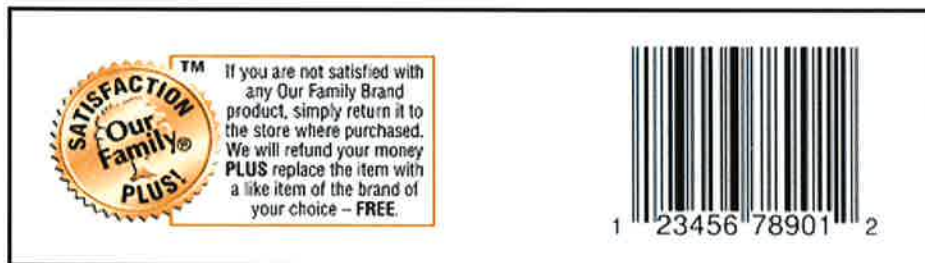 SATISFACTION
Our
Family®
PLUS!
TM
If you are not satisfied with
any Our Family Brand
product, simply return it to
the store where purchased.
We will refund your money
PLUS replace the item with
a like item of the brand of
your choice – FREE.
1 23456 78901 2